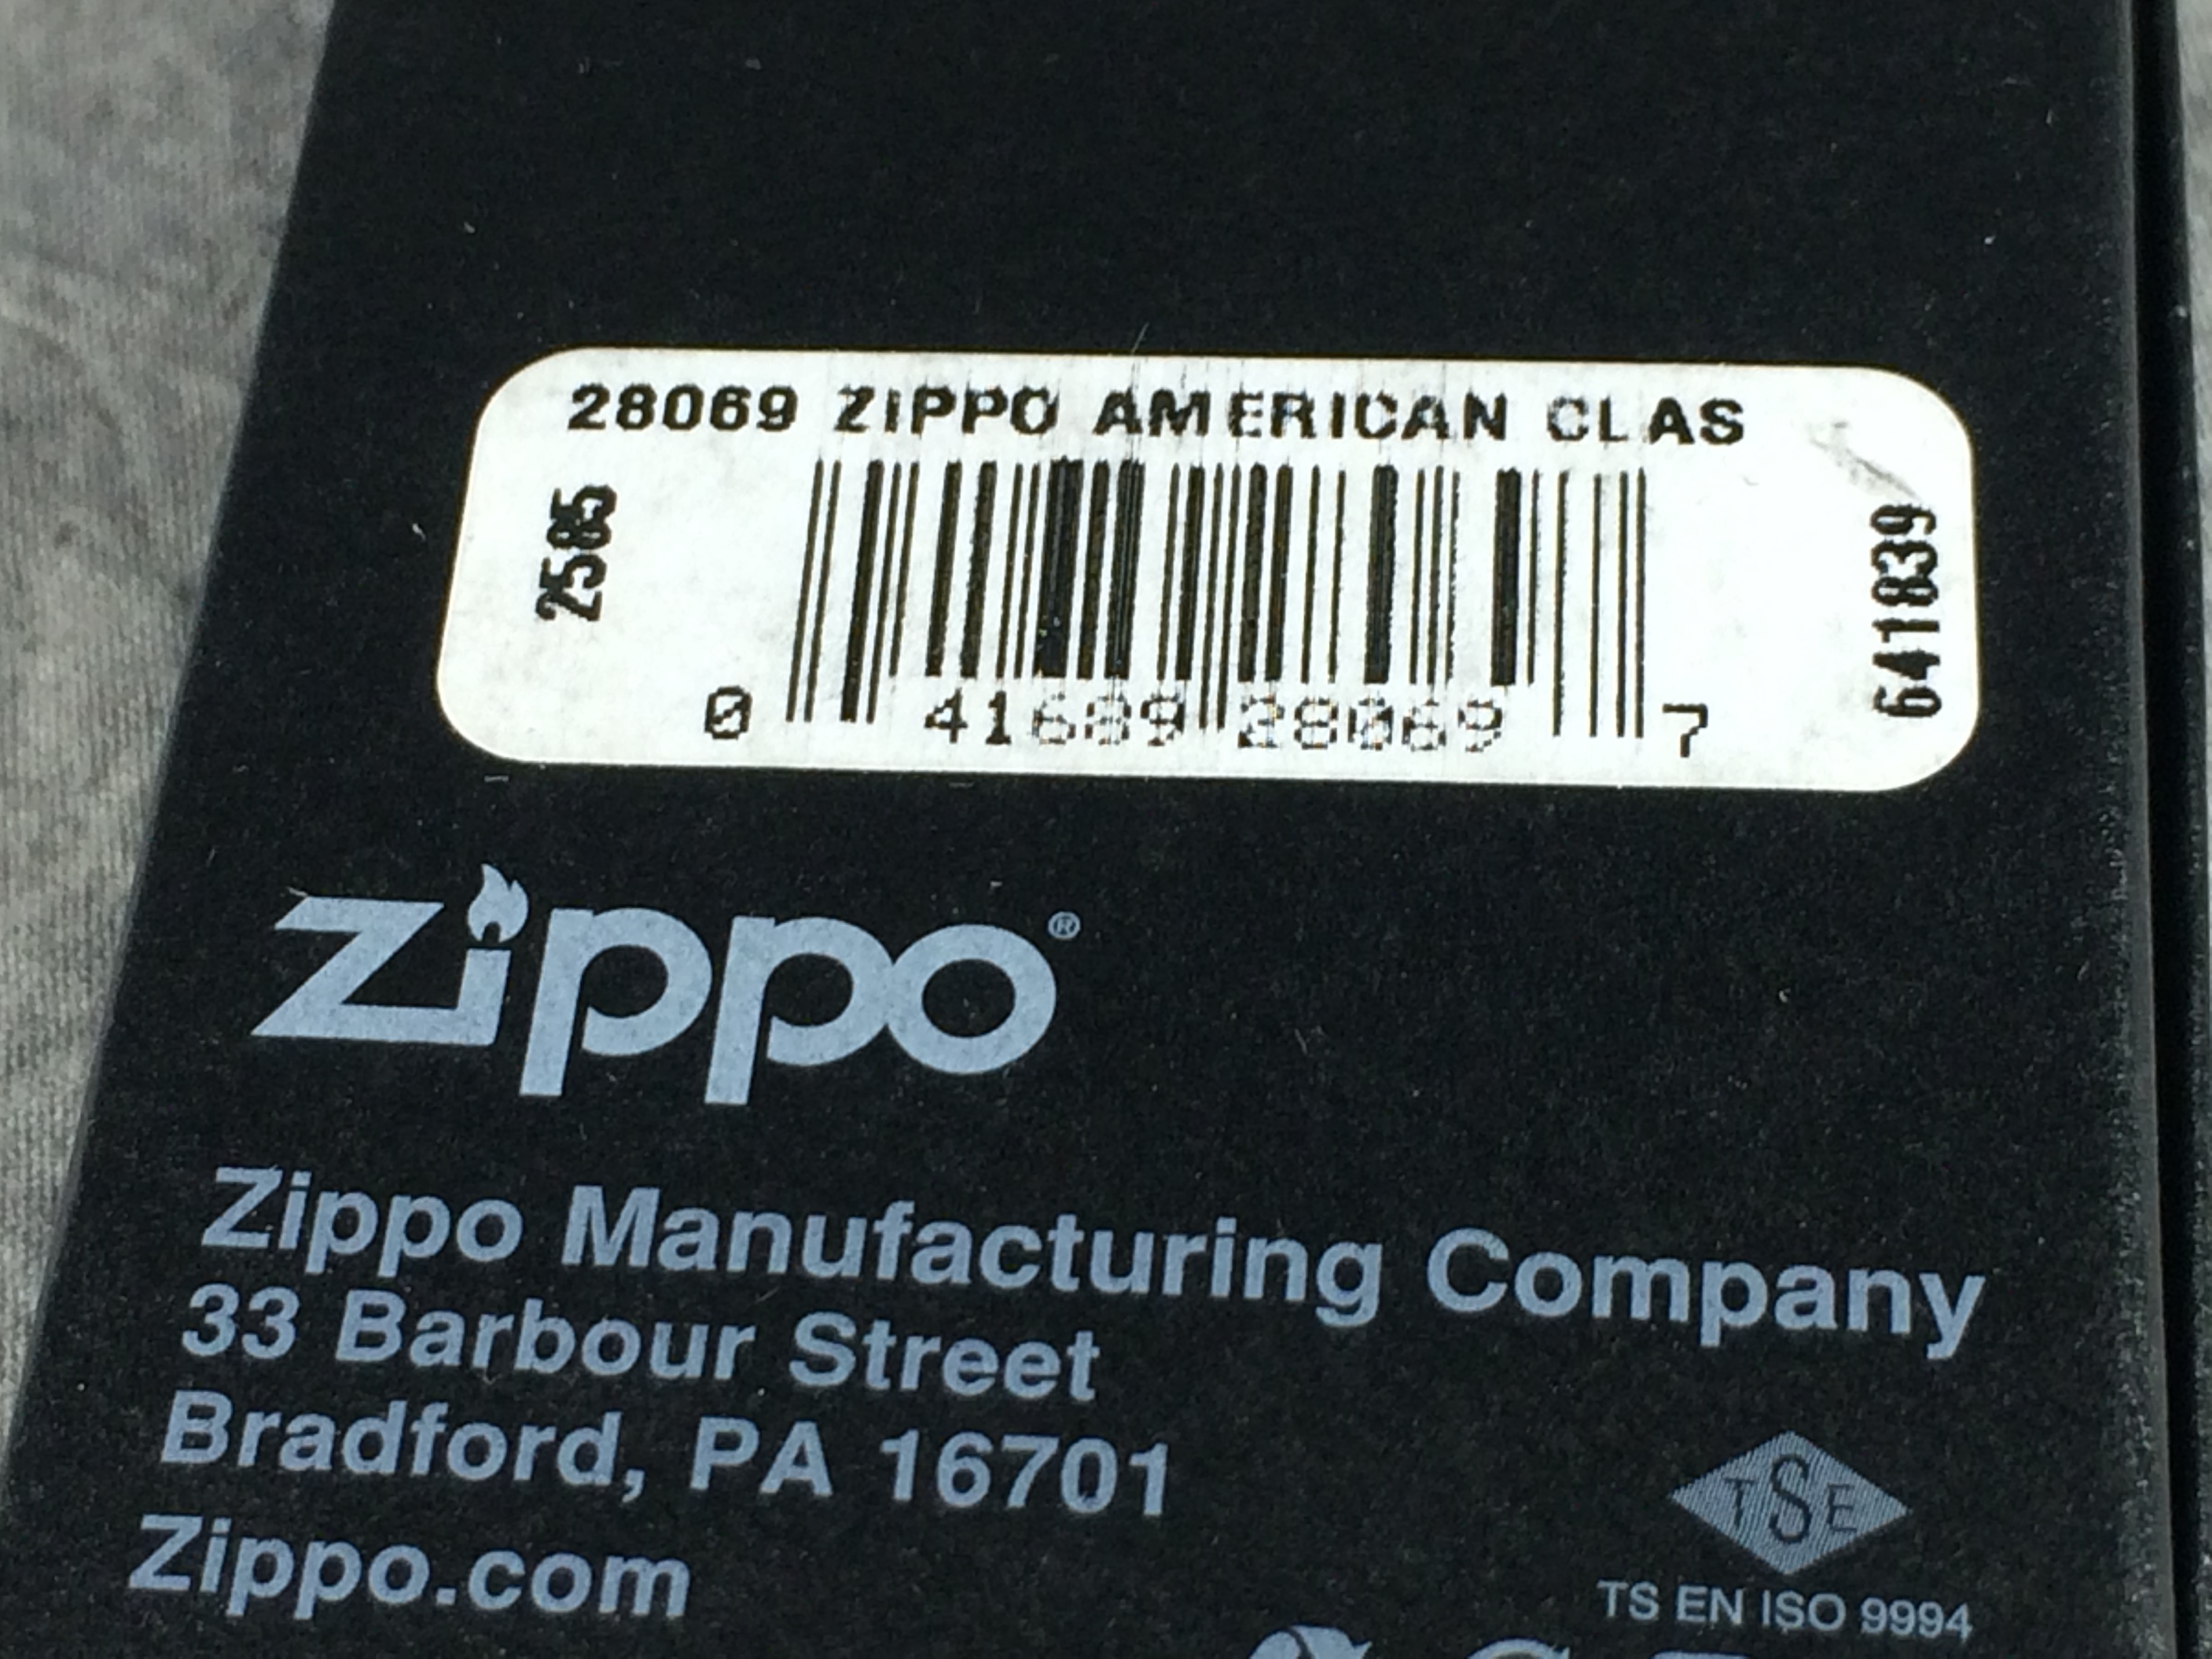 28069 ZIPPO AMERICAN CLAS
2585
641839
0 41689 28069 7
Zippo®
Zippo Manufacturing Company
33 Barbour Street
Bradford, PA 16701
Zippo.com
TSE
TS EN ISO 9994